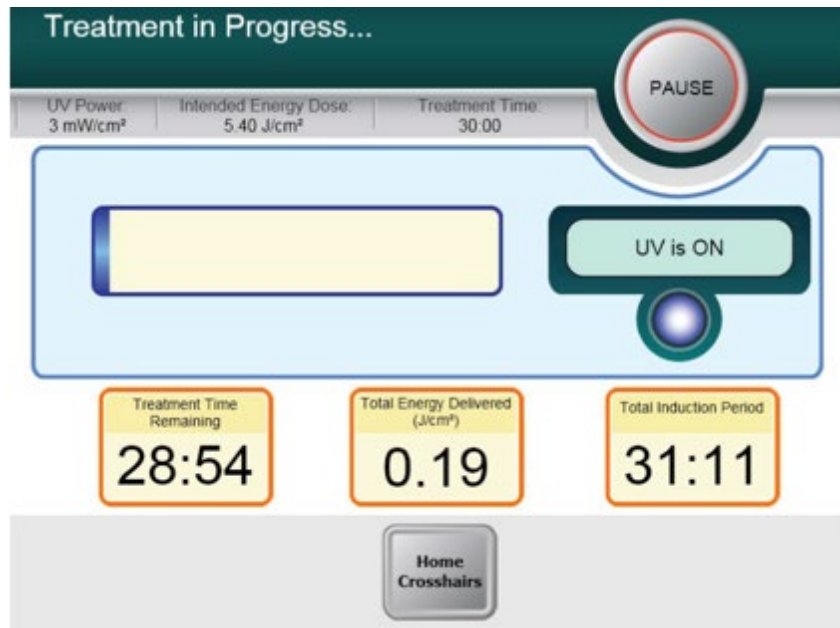 Treatment in Progress...
PAUSE
UV Power:
3 mW/cm²
Intended Energy Dose:
5.40 J/cm²
Treatment Time:
30:00
UV is ON
Treatment Time
Remaining
28:54
Total Energy Delivered
(J/cm²)
0.19
Total Induction Period
31:11
Home
Crosshairs